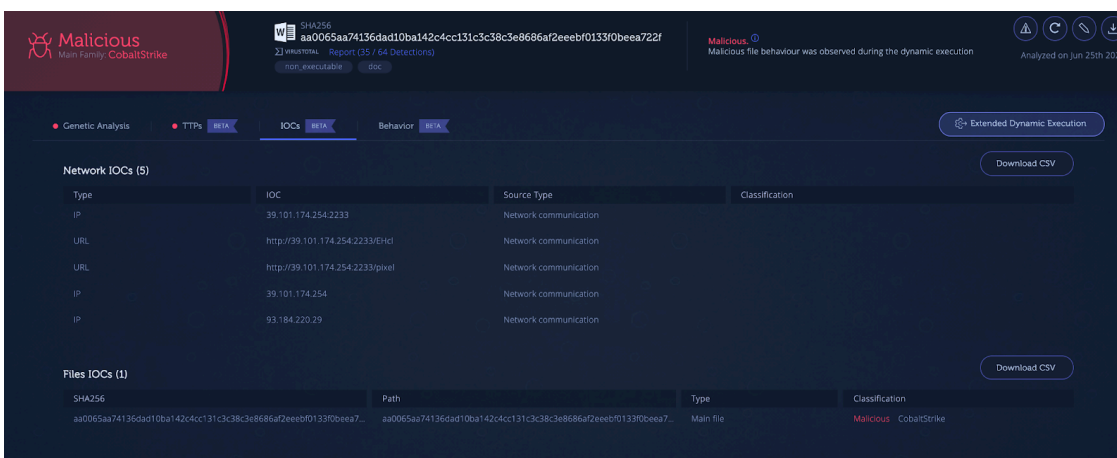 Malicious
Main Family: CobaltStrike
SHA256
aa0065aa74136dad10ba142c4cc131c3c38c3e8686af2eeebf0133f0beea722f
VIRUSTOTAL Report (35 / 64 Detections)
non_executable doc
Malicious.
Malicious file behaviour was observed during the dynamic execution
Analyzed on Jun 25th 202
Genetic Analysis TTPs BETA IOCs BETA Behavior BETA
Extended Dynamic Execution
Network IOCs (5)
Download CSV
Type IOC Source Type Classification
IP 39.101.174.254:2233 Network communication
URL http://39.101.174.254:2233/EHcl Network communication
URL http://39.101.174.254:2233/pixel Network communication
IP 39.101.174.254 Network communication
IP 93.184.220.29 Network communication
Files IOCs (1)
Download CSV
SHA256 Path Type Classification
aa0065aa74136dad10ba142c4cc131c3c38c3e8686af2eeebf0133f0beea7... aa0065aa74136dad10ba142c4cc131c3c38c3e8686af2eeebf0133f0beea7... Main file Malicious CobaltStrike